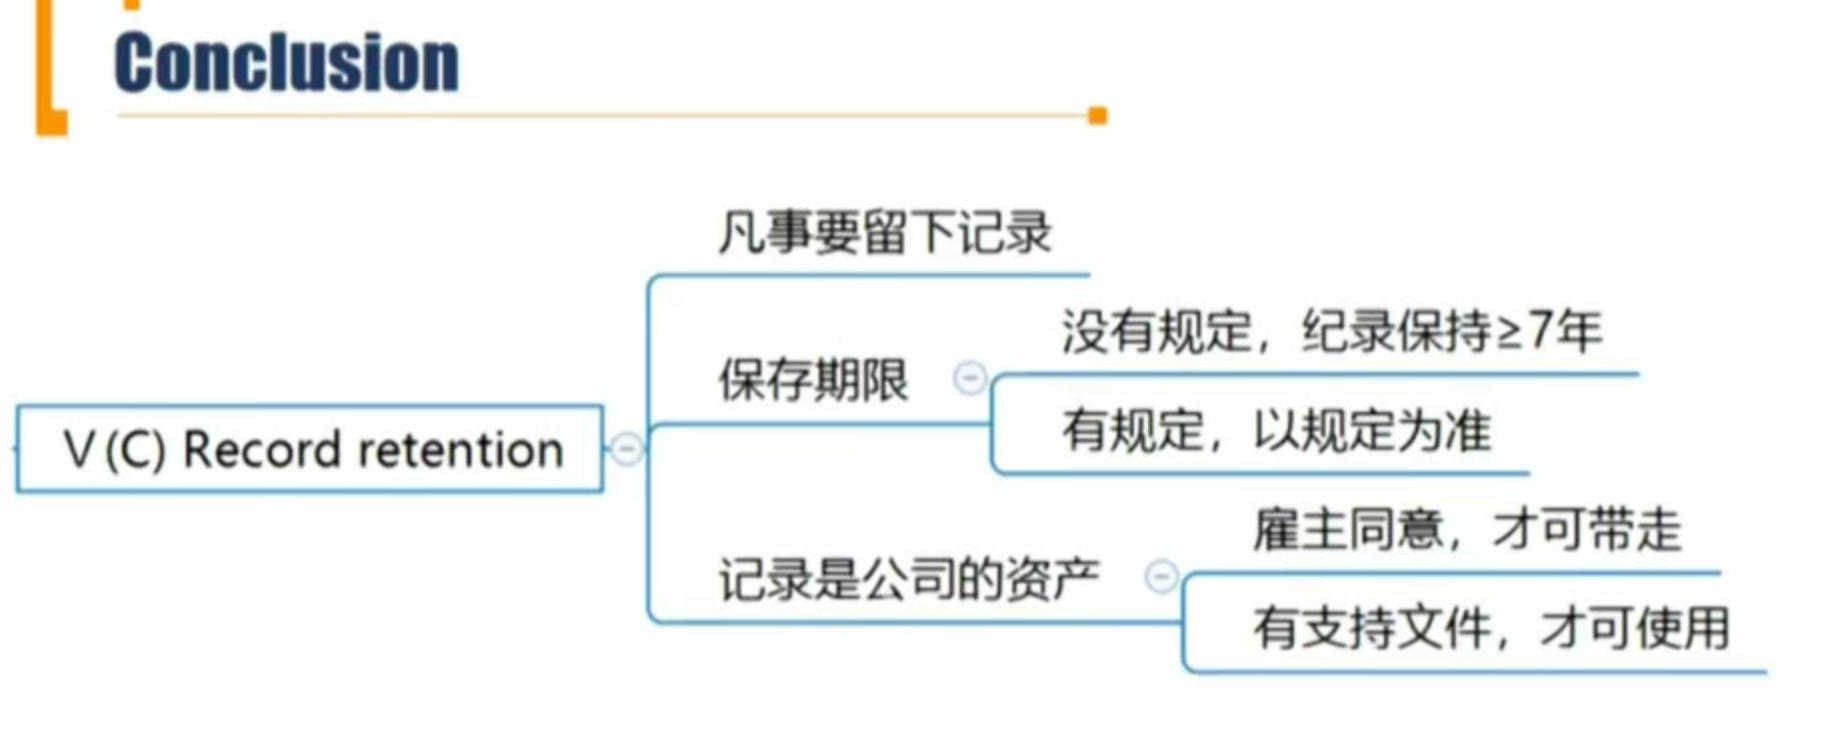 Conclusion
凡事要留下记录
没有规定，纪录保持≥7年
保存期限
有规定，以规定为准
V (C) Record retention
雇主同意，才可带走
记录是公司的资产
有支持文件，才可使用